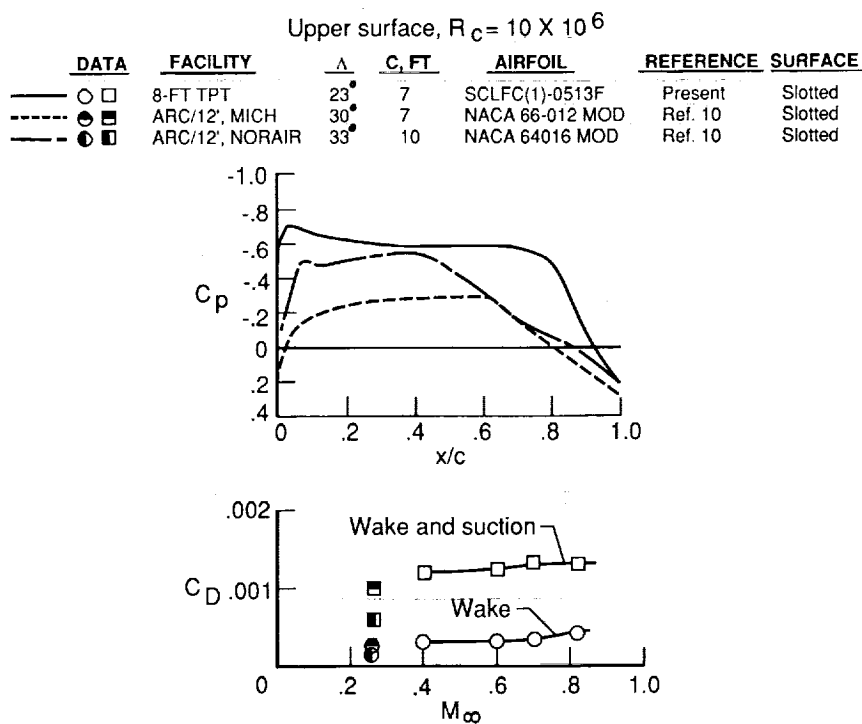 Upper surface, R c = 10 X 10 6
DATA FACILITY Λ C, FT AIRFOIL REFERENCE SURFACE
8-FT TPT 23° 7 SCLFC(1)-0513F Present Slotted
ARC/12', MICH 30° 7 NACA 66-012 MOD Ref. 10 Slotted
ARC/12', NORAIR 33° 10 NACA 64016 MOD Ref. 10 Slotted
-1.0
-.8
-.6
-.4
-.2
0
.2
.4
C p
0 .2 .4 .6 .8 1.0
x/c
.002
Wake and suction
C D .001
Wake
0 .2 .4 .6 .8 1.0
M ∞